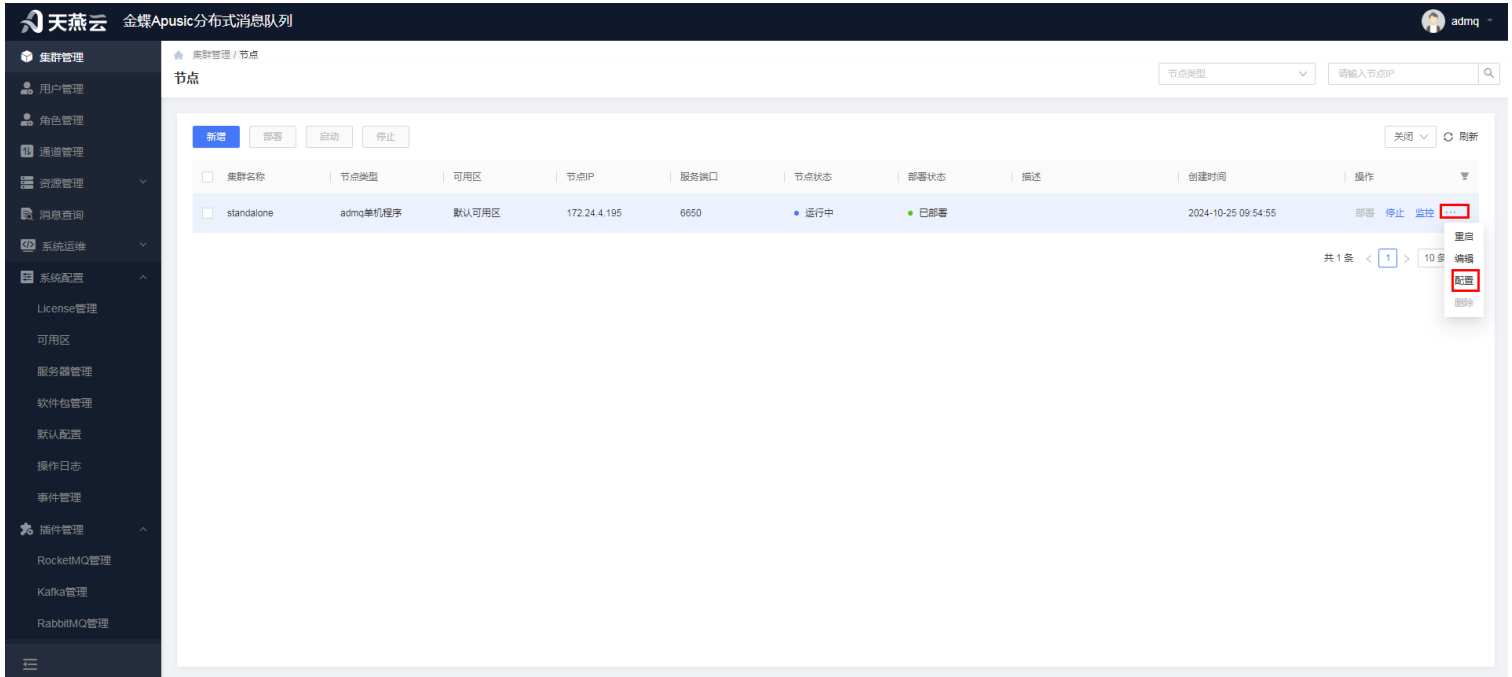 天燕云 金蝶Apusic分布式消息队列 admq
集群管理
用户管理
角色管理
通道管理
资源管理
消息查询
系统运维
系统配置
License管理
可用区
服务器管理
软件包管理
默认配置
操作日志
事件管理
插件管理
RocketMQ管理
Kafka管理
RabbitMQ管理
集群管理 / 节点
节点 节点类型 请输入节点IP
新增 部署 启动 停止 关闭 刷新
集群名称 节点类型 可用区 节点IP 服务端口 节点状态 部署状态 描述 创建时间 操作
standalone admq单机程序 默认可用区 172.24.4.195 6650 运行中 已部署 2024-10-25 09:54:55 部署 停止 监控 ...
重启
共 1 条 < 1 > 10 条 编辑
配置
删除